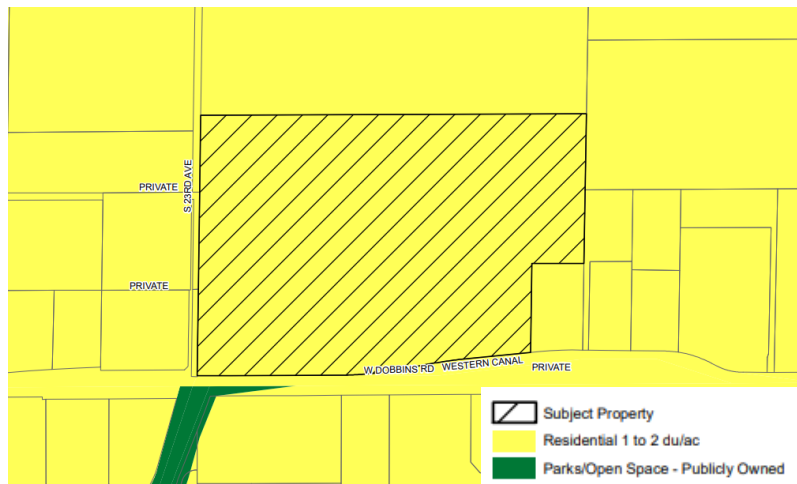 PRIVATE
S 23RD AVE
PRIVATE
W DOBBINS RD
WESTERN CANAL
PRIVATE
Subject Property
Residential 1 to 2 du/ac
Parks/Open Space - Publicly Owned